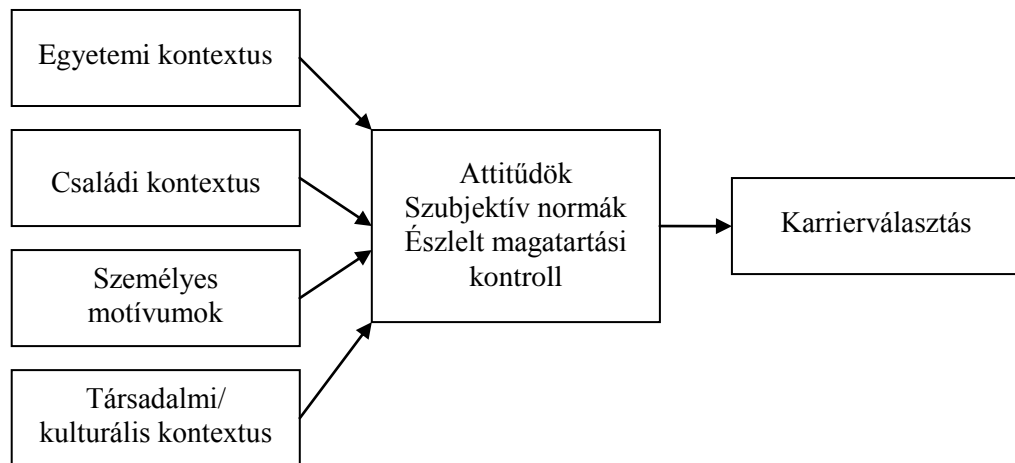 Egyetemi kontextus
Családi kontextus
Személyes
motívumok
Társadalmi/
kulturális kontextus
Attitűdök
Szubjektív normák
Észlelt magatartási
kontroll
Karrierválasztás